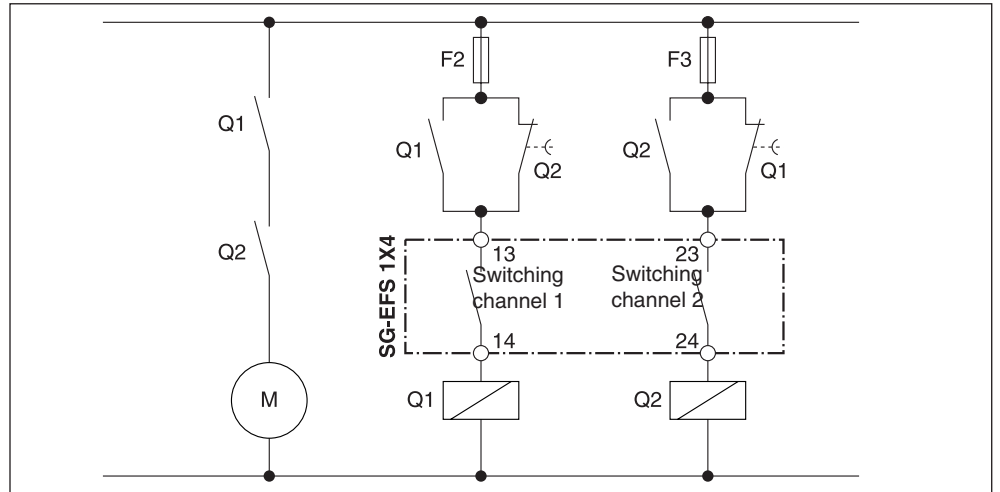 F2
F3
Q1
Q1
Q2
Q2
Q1
Q2
SG-EFS 1X4
13
Switching
channel 1
14
23
Switching
channel 2
24
M
Q1
Q2